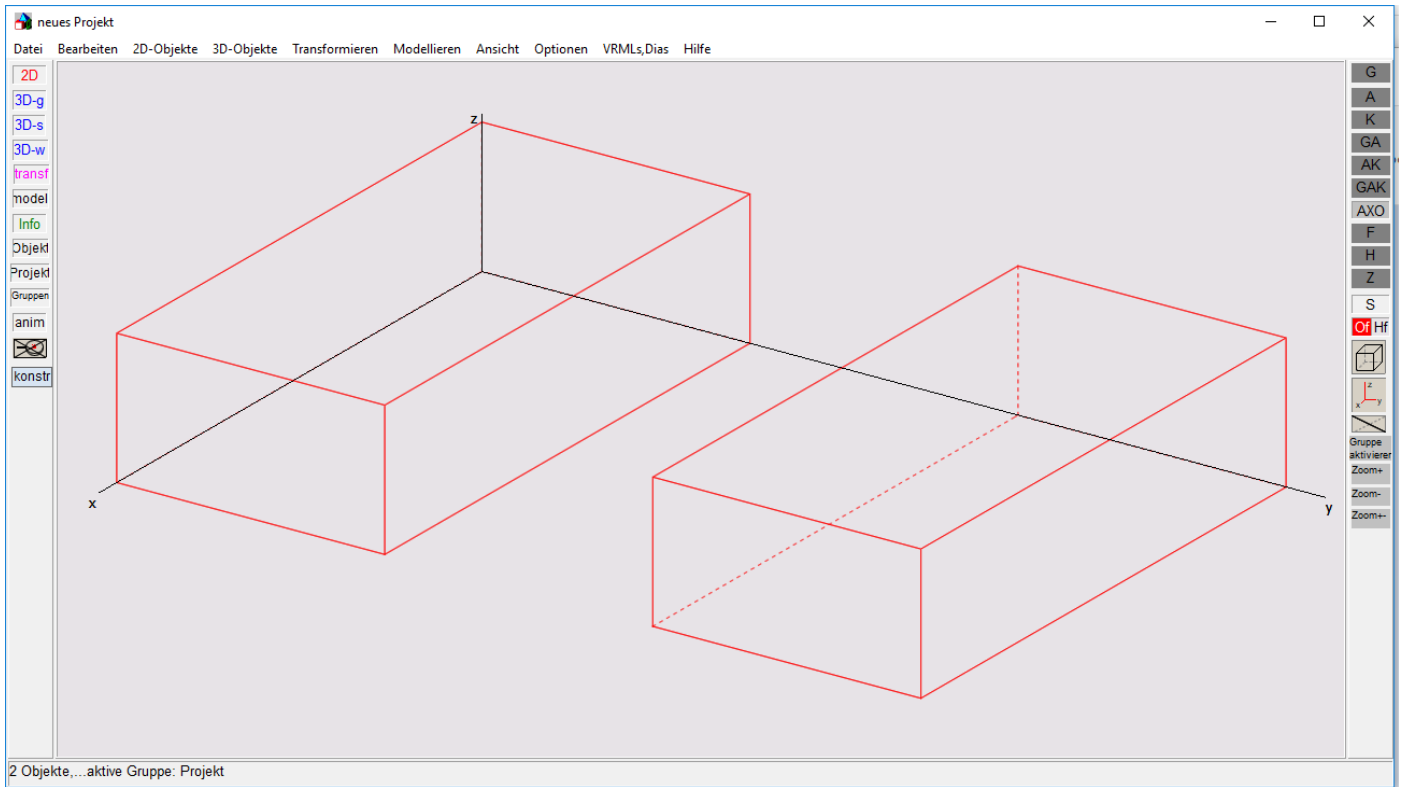 neues Projekt
Datei Bearbeiten 2D-Objekte 3D-Objekte Transformieren Modellieren Ansicht Optionen VRMLs,Dias Hilfe
2D
3D-g
3D-s
3D-w
transf
model
Info
Objekt
Projekt
Gruppen
anim
konstr
z
x
y
G
A
K
GA
AK
GAK
AXO
F
H
Z
S
Of Hf
z
x y
Gruppe
aktivierer
Zoom+
Zoom-
Zoom+-
2 Objekte,...aktive Gruppe: Projekt